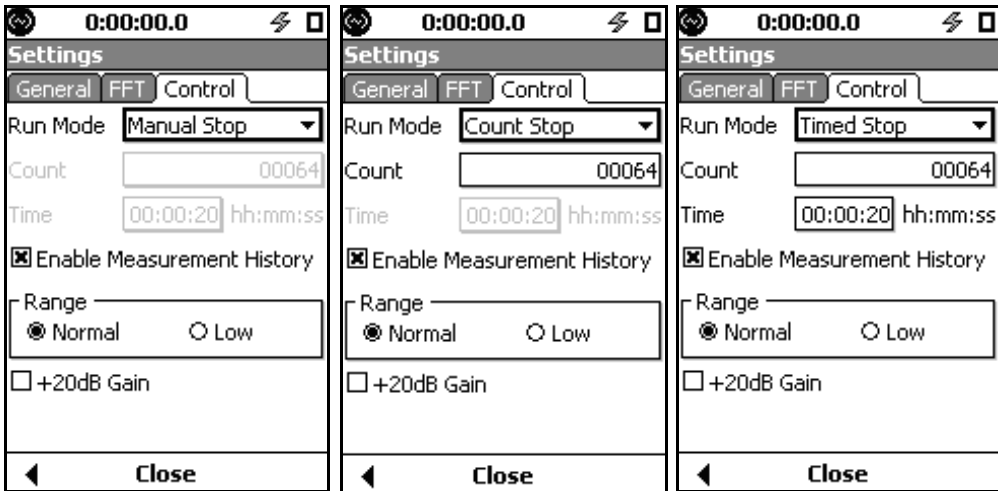 0:00:00.0
Settings
General FFT Control
Run Mode Manual Stop
Count 00064
Time 00:00:20 hh:mm:ss
Enable Measurement History
Range
Normal Low
+20dB Gain
Close
0:00:00.0
Settings
General FFT Control
Run Mode Count Stop
Count 00064
Time 00:00:20 hh:mm:ss
Enable Measurement History
Range
Normal Low
+20dB Gain
Close
0:00:00.0
Settings
General FFT Control
Run Mode Timed Stop
Count 00064
Time 00:00:20 hh:mm:ss
Enable Measurement History
Range
Normal Low
+20dB Gain
Close